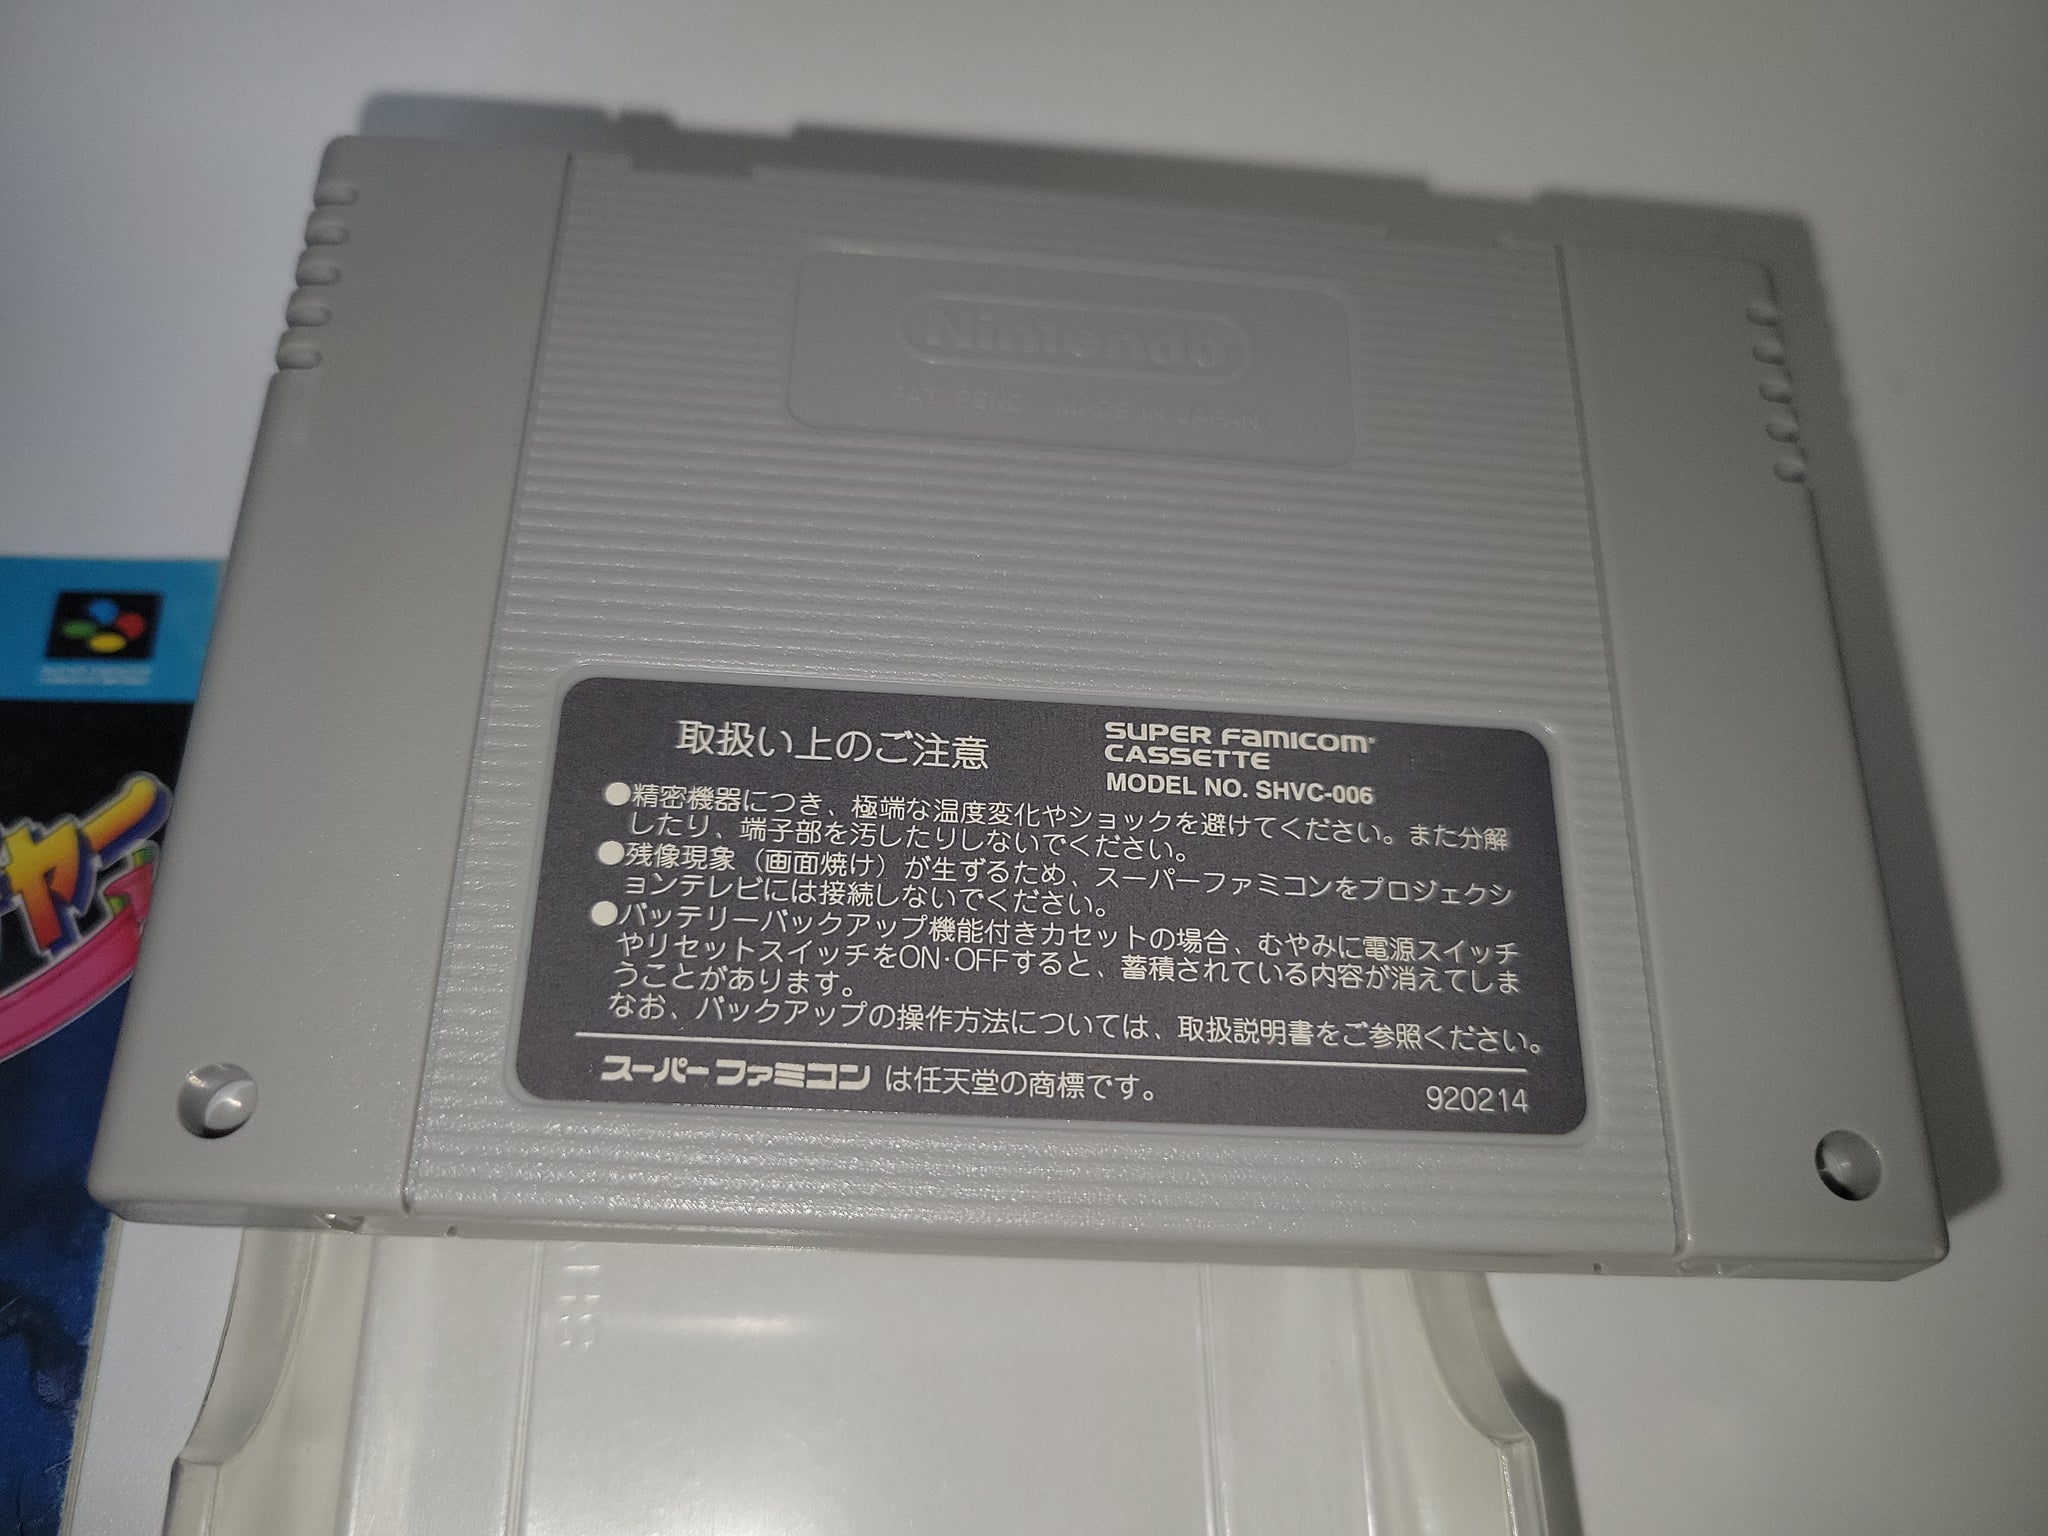 Nintendo
PAT. PEND. MADE IN JAPAN
取扱い上のご注意
SUPER FAMICOM
CASSETTE
MODEL NO. SHVC-006
●精密機器につき、極端な温度変化やショックを避けてください。また分解
したり、端子部を汚したりしないでください。
●残像現象（画面焼け）が生ずるため、スーパーファミコンをプロジェクシ
ョンテレビには接続しないでください。
●バッテリーバックアップ機能付きカセットの場合、むやみに電源スイッチ
やリセットスイッチをON·OFFすると、蓄積されている内容が消えてしま
うことがあります。
なお、バックアップの操作方法については、取扱説明書をご参照ください。
スーパーファミコン は任天堂の商標です。
920214
ヤー